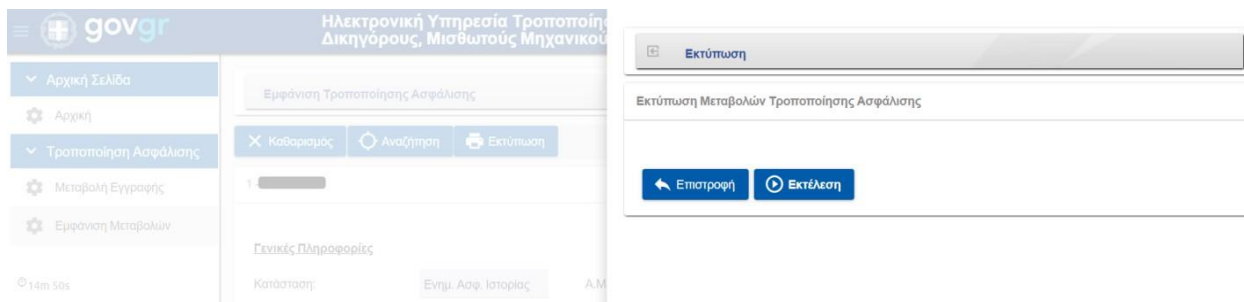 govgr
Ηλεκτρονική Υπηρεσία Τροποποίη
Δικηγόρους, Μισθωτούς Μηχανικού
Αρχική Σελίδα
Αρχική
Τροποποίηση Ασφάλισης
Μεταβολή Εγγραφής
Εμφάνιση Μεταβολών
14m 50s
Εμφάνιση Τροποποίησης Ασφάλισης
Καθαρισμός Αναζήτηση Εκτύπωση
1
Γενικές Πληροφορίες
Κατάσταση: Ενημ. Ασφ. Ιστορίας Α.Μ
Εκτύπωση
Εκτύπωση Μεταβολών Τροποποίησης Ασφάλισης
Επιστροφή Εκτέλεση